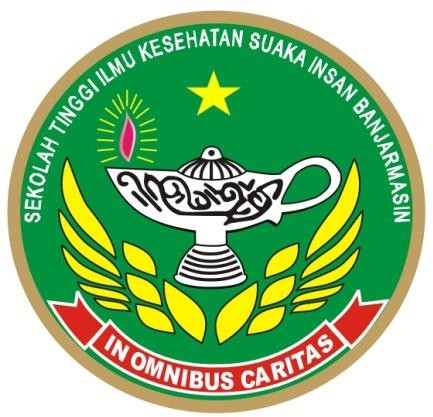 SEKOLAH TINGGI ILMU KESEHATAN SUAKA INSAN BANJARMASIN
IN OMNIBUS CARITAS